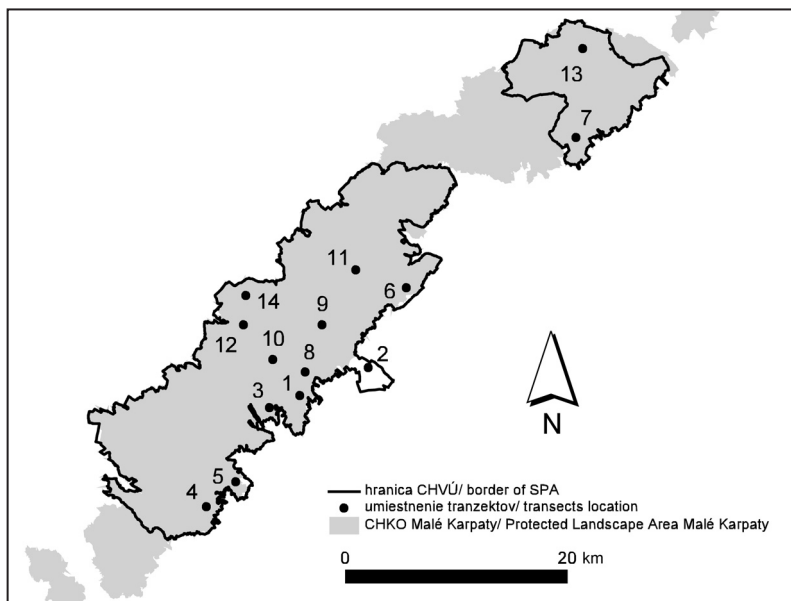 13
7
11
6
14
9
12
10
8
2
3
1
N
5
4
hranica CHVÚ/ border of SPA
umiestnenie tranzektov/ transects location
CHKO Malé Karpaty/ Protected Landscape Area Malé Karpaty
0 20 km